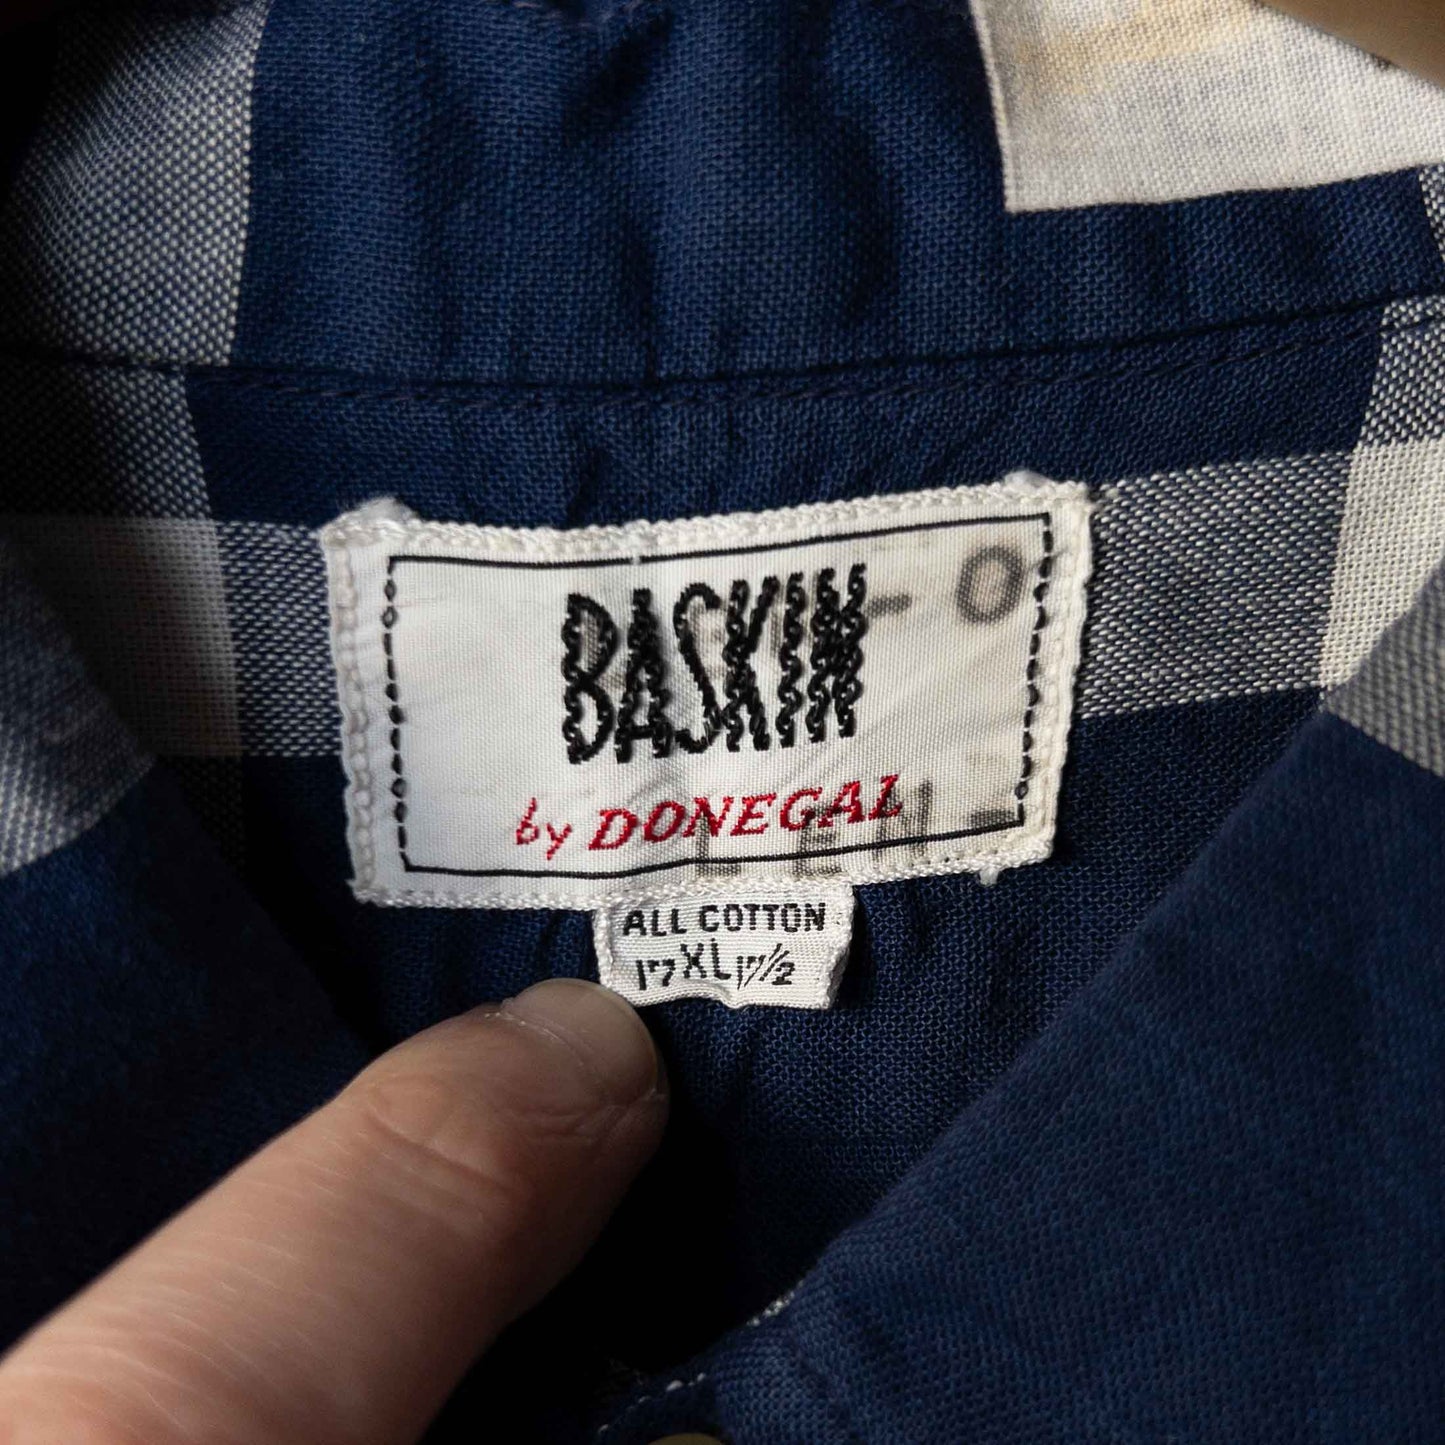 BASKIN
by DONEGAL
ALL COTTON
17 XL 17½